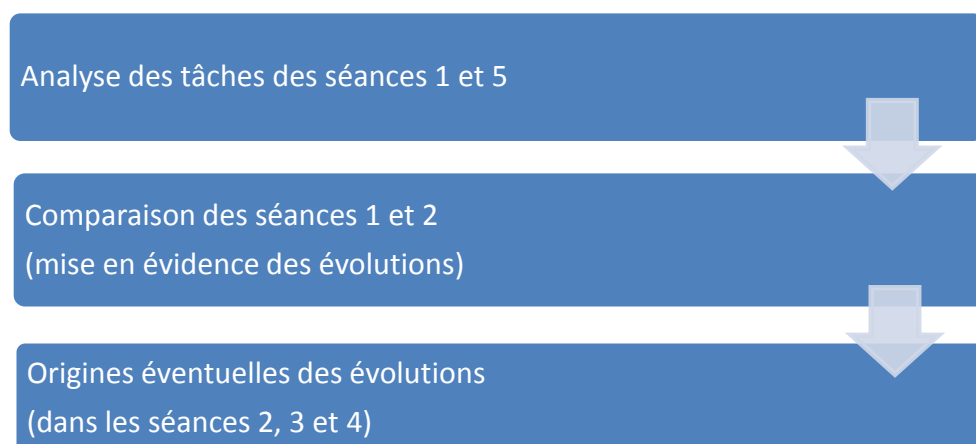 Analyse des tâches des séances 1 et 5
Comparaison des séances 1 et 2
(mise en évidence des évolutions)
Origines éventuelles des évolutions
(dans les séances 2, 3 et 4)